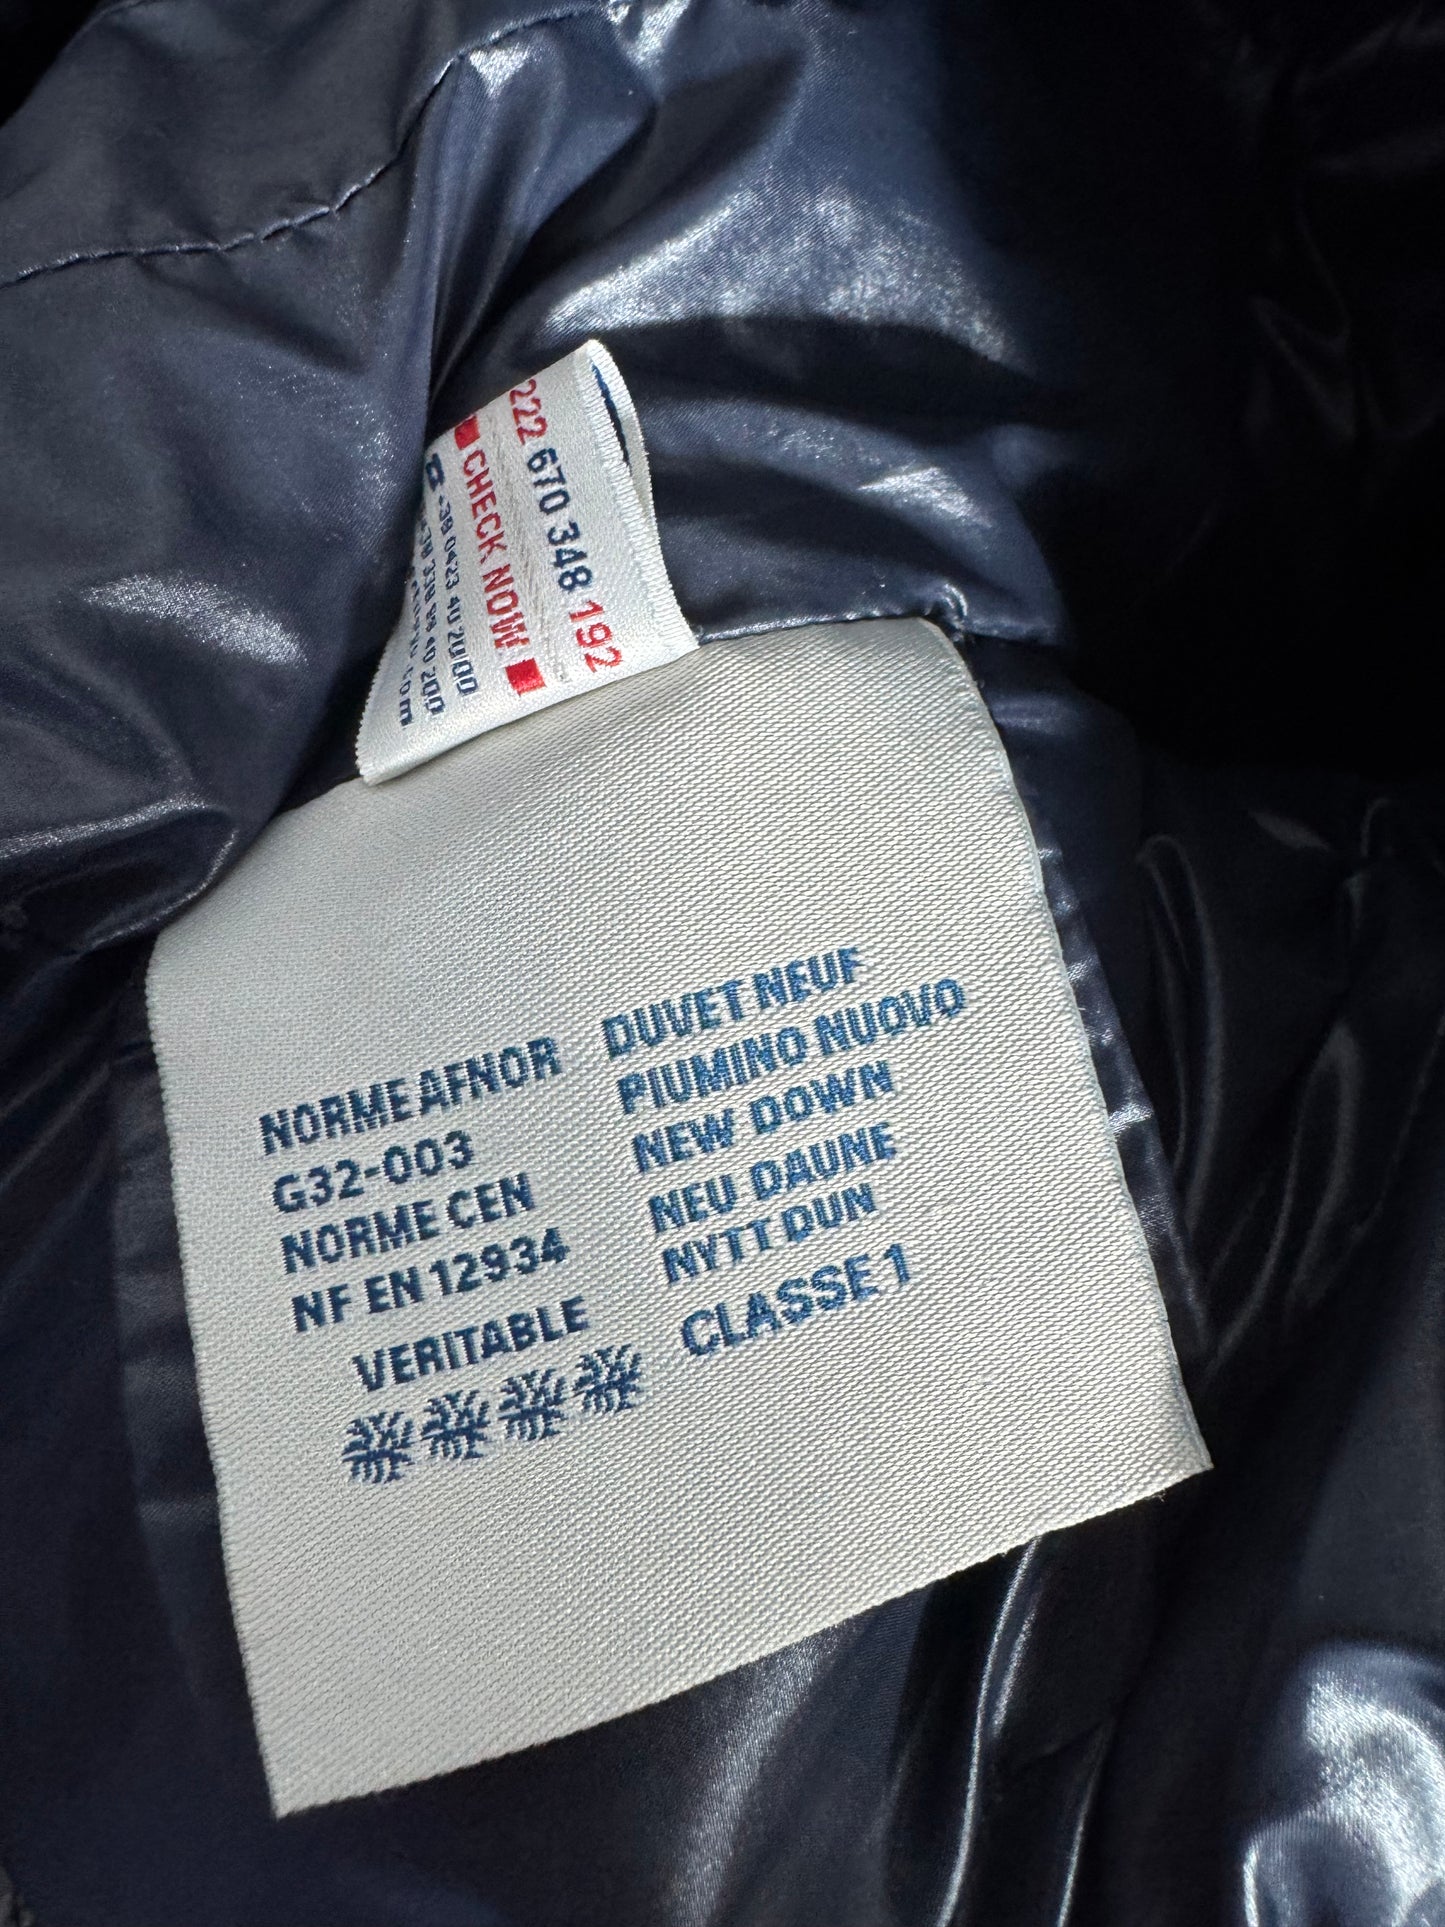 222 670 348 192
CHECK NOW
NORME AFNOR
G32-003
NORME CEN
NF EN 12934
VERITABLE
DUVET NEUF
PIUMINO NUOVO
NEW DOWN
NEU DAUNE
NYTT DUN
CLASSE 1